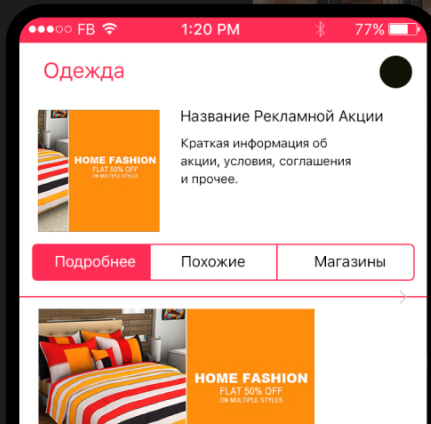 FB 1:20 PM 77%
Одежда
Название Рекламной Акции
Краткая информация об
акции, условия, соглашения
и прочее.
HOME FASHION
FLAT 50% OFF
ON MULTIPLE STYLES
Подробнее Похожие Магазины
HOME FASHION
FLAT 50% OFF
ON MULTIPLE STYLES